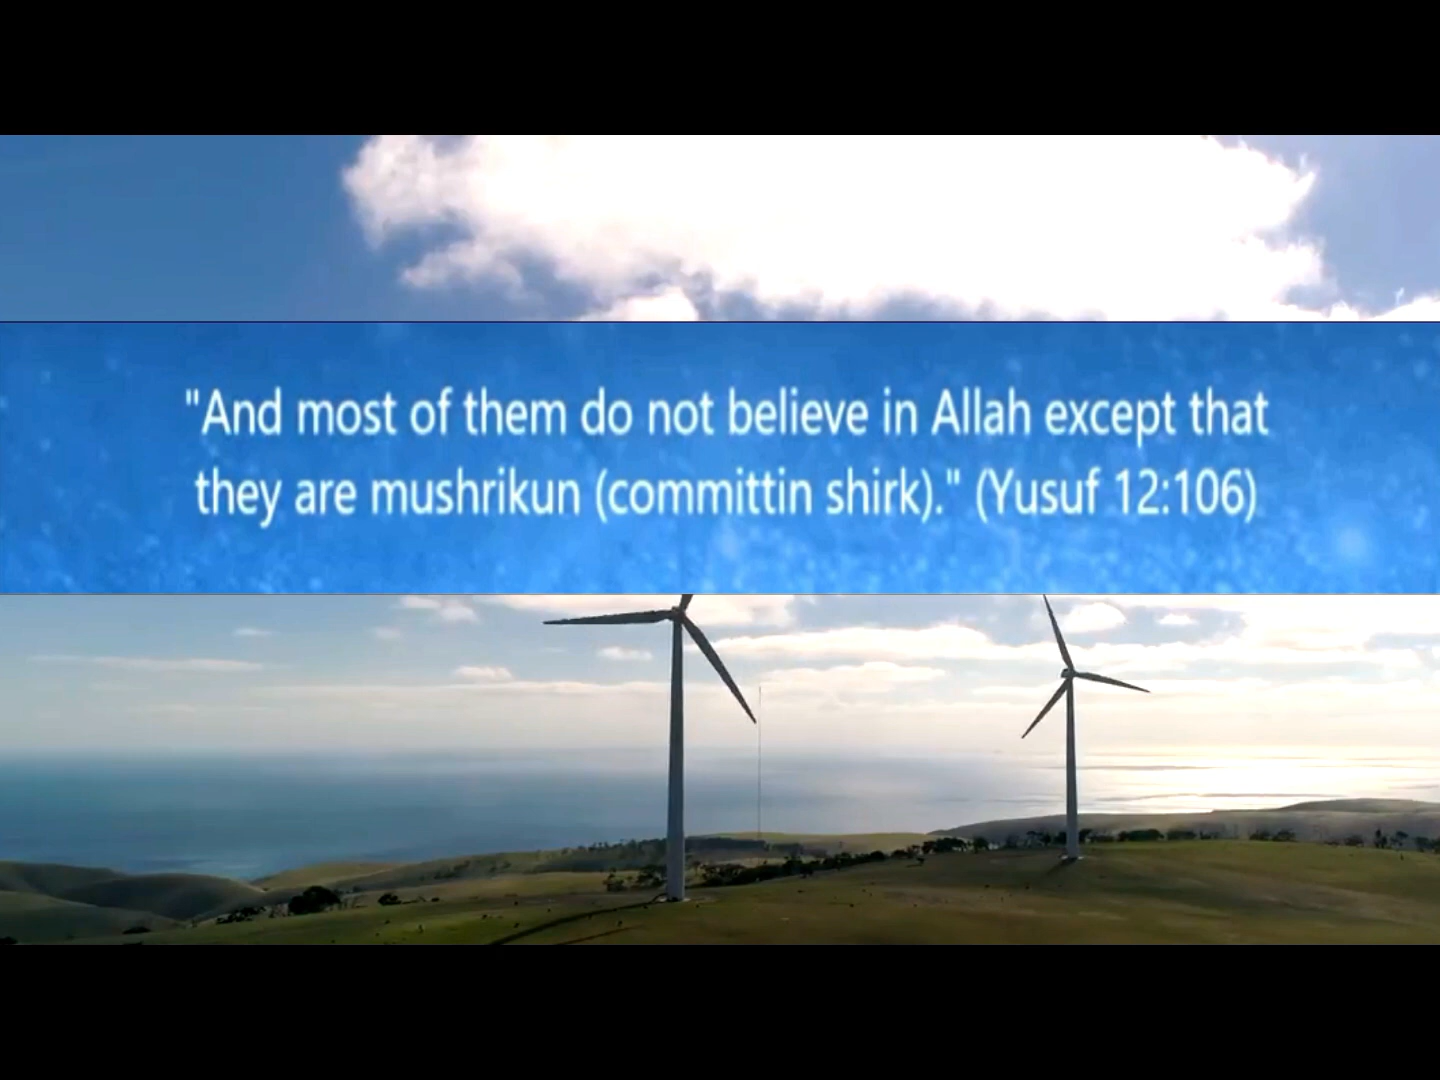 "And most of them do not believe in Allah except that
they are mushrikun (committin shirk)." (Yusuf 12:106)